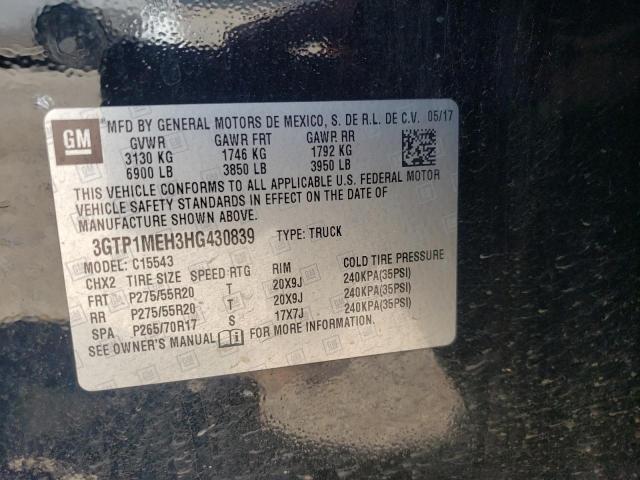 GM
MFD BY GENERAL MOTORS DE MEXICO, S. DE R.L. DE C.V. 05/17
GVWR GAWR FRT GAWR RR
3130 KG 1746 KG 1792 KG
6900 LB 3850 LB 3950 LB
THIS VEHICLE CONFORMS TO ALL APPLICABLE U.S. FEDERAL MOTOR
VEHICLE SAFETY STANDARDS IN EFFECT ON THE DATE OF
MANUFACTURE SHOWN ABOVE.
3GTP1MEH3HG430839 TYPE: TRUCK
MODEL: C15543
CHX2 TIRE SIZE SPEED RTG RIM COLD TIRE PRESSURE
FRT P275/55R20 T 20X9J 240KPA(35PSI)
RR P275/55R20 T 20X9J 240KPA(35PSI)
SPA P265/70R17 S 17X7J 240KPA(35PSI)
SEE OWNER'S MANUAL FOR MORE INFORMATION.